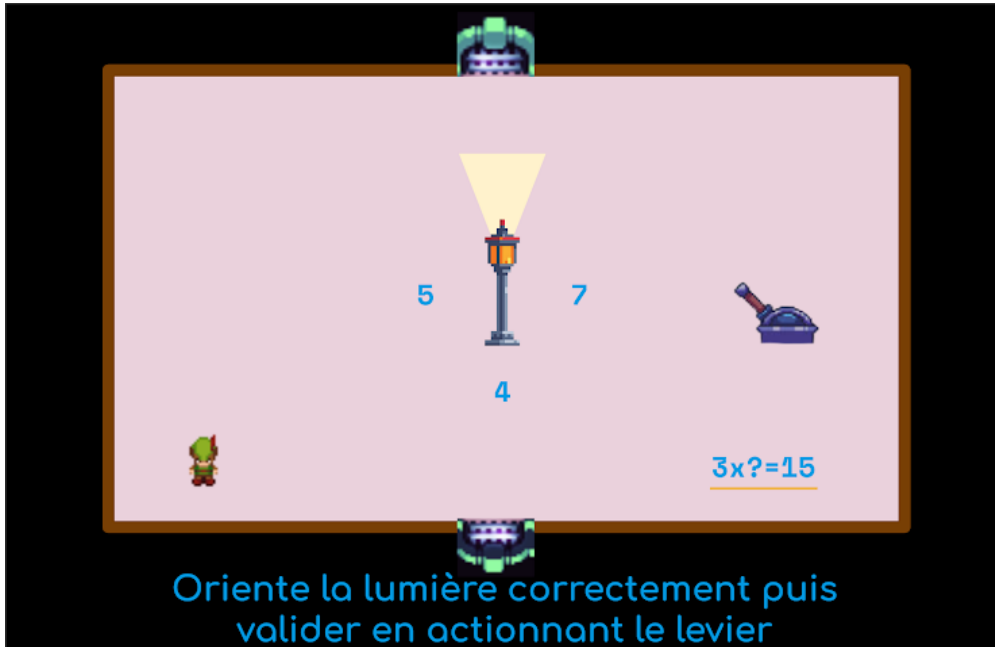 5
7
4
3x?=15
Oriente la lumière correctement puis
valider en actionnant le levier